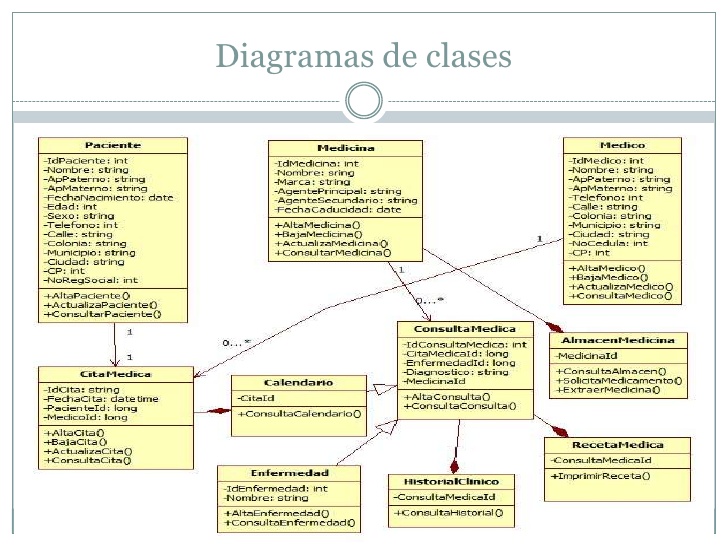 Diagramas de clases
Paciente
-IdPaciente: int
-Nombre: string
-ApPaterno: string
-ApMaterno: string
-FechaNacimiento: date
-Edad: int
-Sexo: string
-Telefono: int
-Calle: string
-Colonia: string
-Municipio: string
-Ciudad: string
-CP: int
-NoRegSocial: int
+AltaPaciente()
+ActualizaPaciente()
+ConsultarPaciente()
Medicina
-IdMedicina: int
-Nombre: sring
-Marca: string
-AgentePrincipal: string
-AgenteSecundario: string
-FechaCaducidad: date
+AltaMedicina()
+BajaMedicina()
+ActualizaMedicina()
+ConsultarMedicina()
Medico
-IdMedico: int
-Nombre: string
-ApPaterno: string
-ApMaterno: string
-Telefono: int
-Calle: string
-Colonia: string
-Municipio: string
-Ciudad: string
-NoCedula: int
-CP: int
+AltaMedico()
+BajaMedico()
+ActualizaMedico()
+ConsultaMedico()
1
1
0...*
1
0...*
1
CitaMedica
-IdCita: string
-FechaCita: datetime
-PacienteId: long
-MedicoId: long
+AltaCita()
+BajaCita()
+ActualizaCita()
+ConsultaCita()
Calendario
-CitaId
+ConsultaCalendario()
ConsultaMedica
-IdConsultaMedica: int
-CitaMedicaId: long
-EnfermedadId: long
-Diagnostico: string
-MedicinaId
+AltaConsulta()
+ConsultaConsulta()
AlmacenMedicina
-MedicinaId
+ConsultaAlmacen()
+SolicitaMedicamento()
+ExtraerMedicina()
Enfermedad
-IdEnfermedad: int
-Nombre: string
+AltaEnfermedad()
+ConsultaEnfermedad()
HistorialClinico
-ConsultaMedicaId
+ConsultaHistorial()
RecetaMedica
-ConsultaMedicaId
+ImprimirReceta()